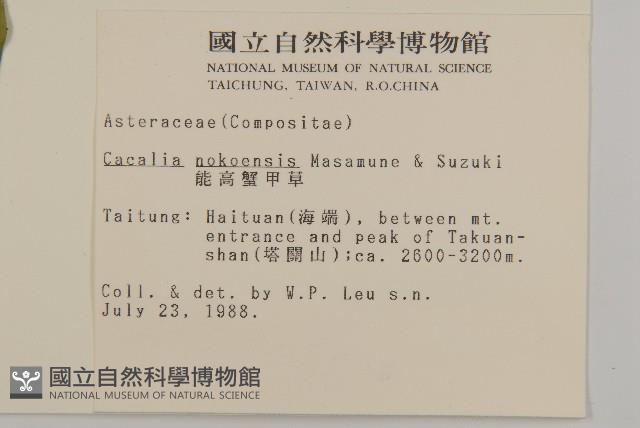 國立自然科學博物館
NATIONAL MUSEUM OF NATURAL SCIENCE
TAICHUNG, TAIWAN, R.O.CHINA
Asteraceae(Compositae)
Cacalia nokoensis Masamune & Suzuki
能高蟹甲草
Taitung: Haituan(海端), between mt.
entrance and peak of Takuan-
shan(塔關山);ca. 2600-3200m.
Coll. & det. by W.P. Leu s.n.
July 23, 1988.
國立自然科學博物館
NATIONAL MUSEUM OF NATURAL SCIENCE